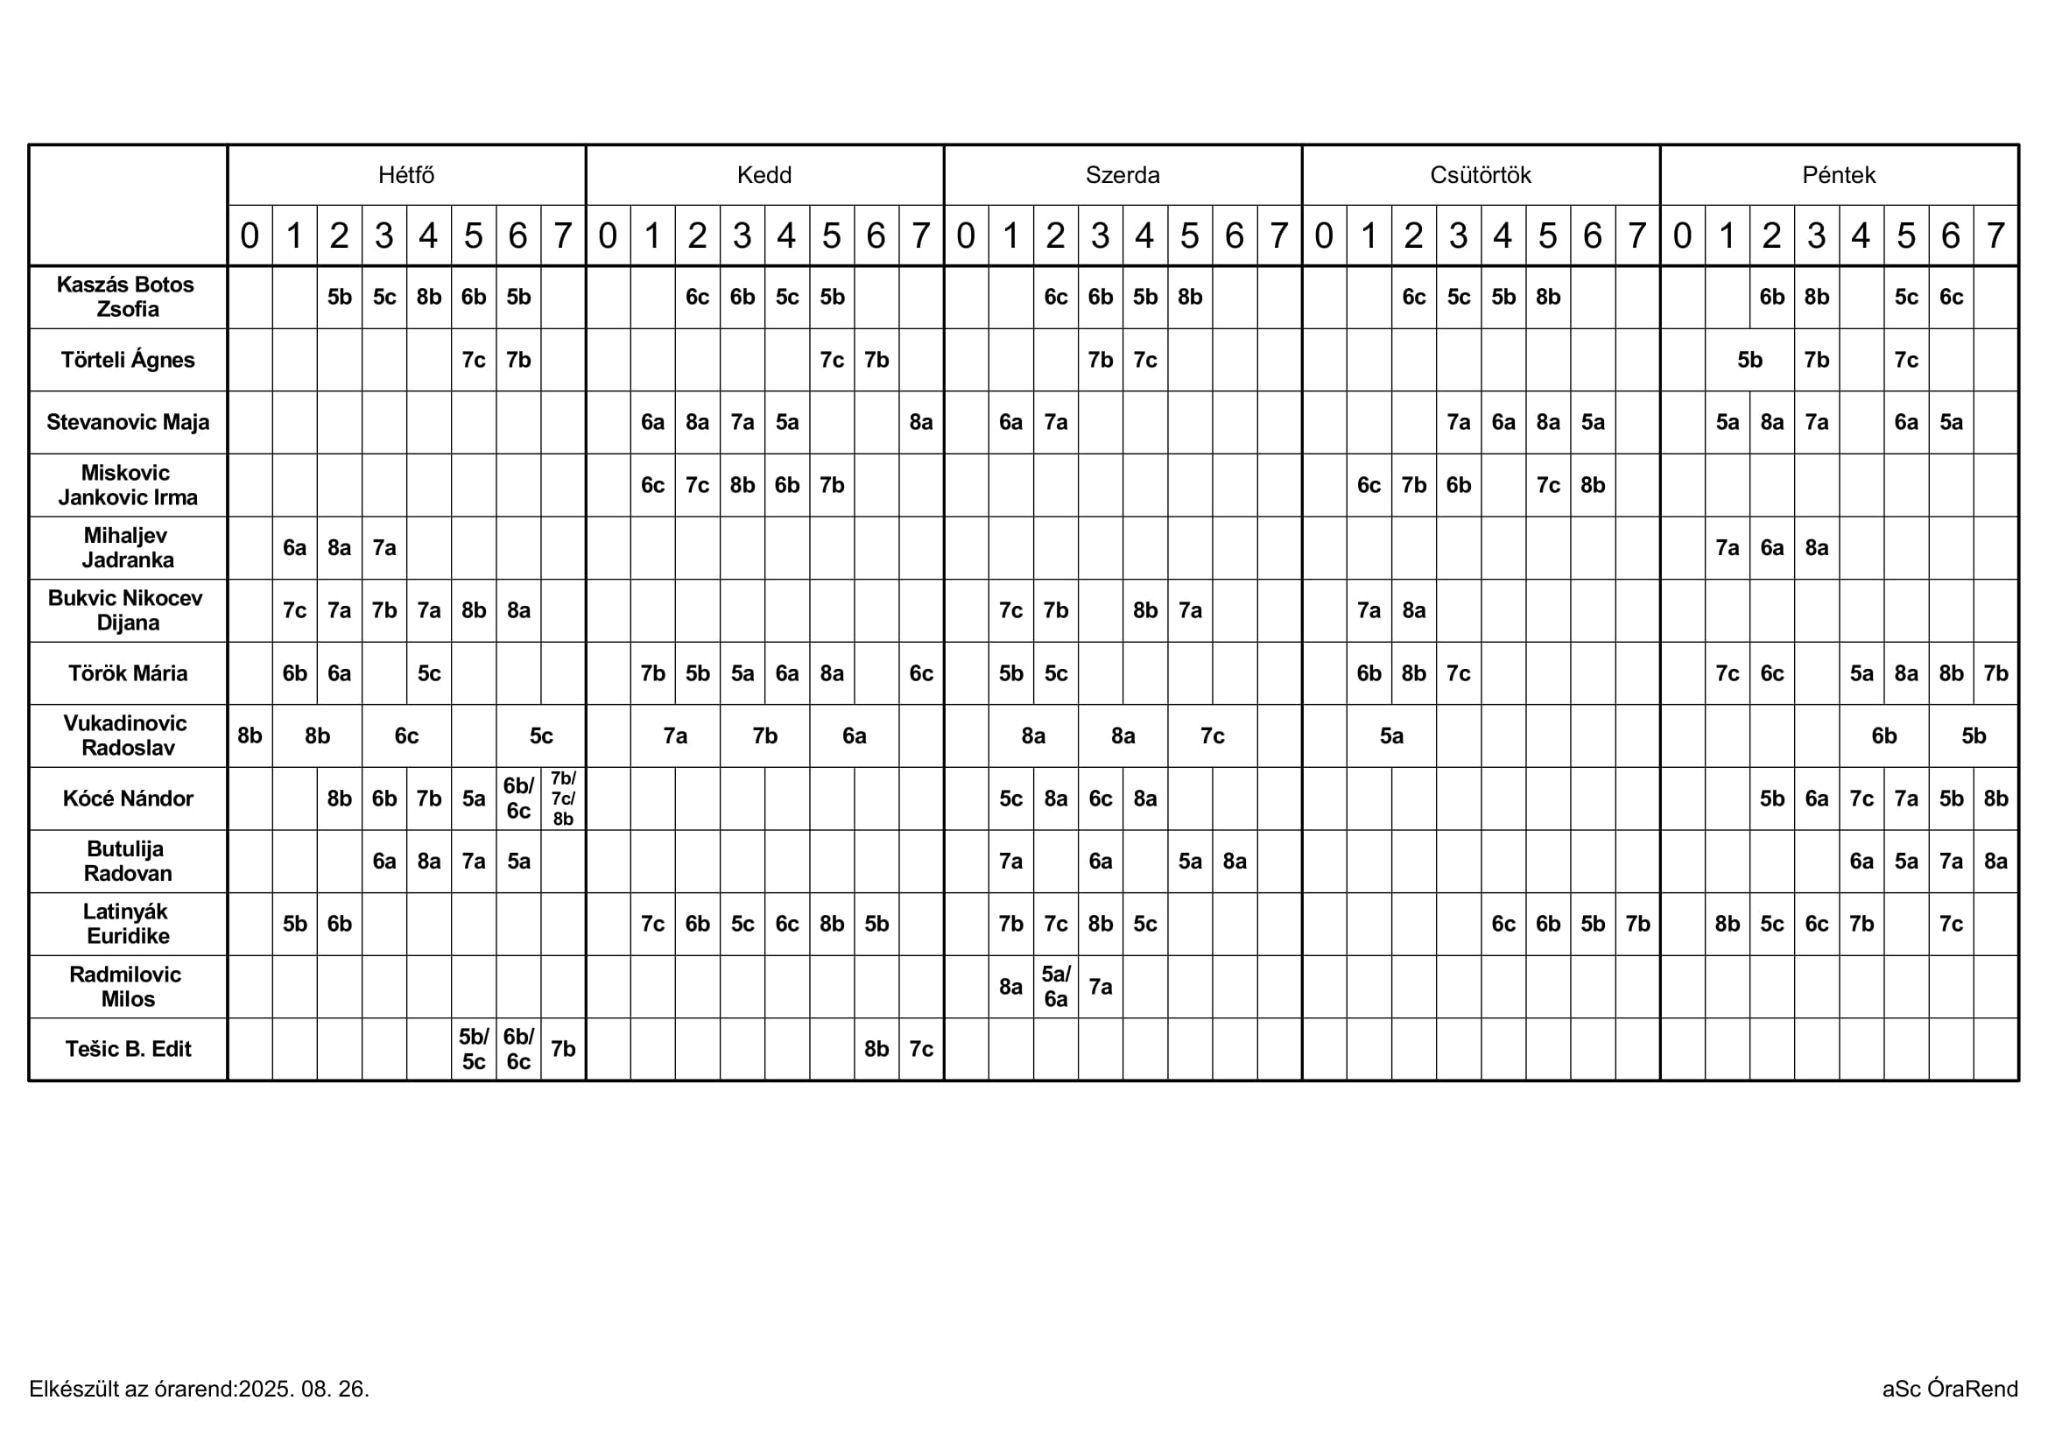 Hétfő Kedd Szerda Csütörtök Péntek
0 1 2 3 4 5 6 7 0 1 2 3 4 5 6 7 0 1 2 3 4 5 6 7 0 1 2 3 4 5 6 7 0 1 2 3 4 5 6 7
Kaszás Botos
Zsofia
5b 5c 8b 6b 5b 6c 6b 5c 5b 6c 6b 5b 8b 6c 5c 5b 8b 6b 8b 5c 6c
Törteli Ágnes 7c 7b 7c 7b 7b 7c 5b 7b 7c
Stevanovic Maja 6a 8a 7a 5a 8a 6a 7a 7a 6a 8a 5a 5a 8a 7a 6a 5a
Miskovic
Jankovic Irma
6c 7c 8b 6b 7b 6c 7b 6b 7c 8b
Mihaljev
Jadranka
6a 8a 7a 7a 6a 8a
Bukvic Nikocev
Dijana
7c 7a 7b 7a 8b 8a 7c 7b 8b 7a 7a 8a
Török Mária 6b 6a 5c 7b 5b 5a 6a 8a 6c 5b 5c 6b 8b 7c 7c 6c 5a 8a 8b 7b
Vukadinovic
Radoslav
8b 8b 6c 5c 7a 7b 6a 8a 8a 7c 5a 6b 5b
Kócé Nándor 8b 6b 7b 5a 6b/
6c
7b/
7c/
8b
5c 8a 6c 8a 5b 6a 7c 7a 5b 8b
Butulija
Radovan
6a 8a 7a 5a 7a 6a 5a 8a 6a 5a 7a 8a
Latinyák
Euridike
5b 6b 7c 6b 5c 6c 8b 5b 7b 7c 8b 5c 6c 6b 5b 7b 8b 5c 6c 7b 7c
Radmilovic
Milos
8a 5a/
6a
7a
Tešic B. Edit 5b/
5c
6b/
6c
7b 8b 7c
Elkészült az órarend:2025. 08. 26. aSc ÓraRend